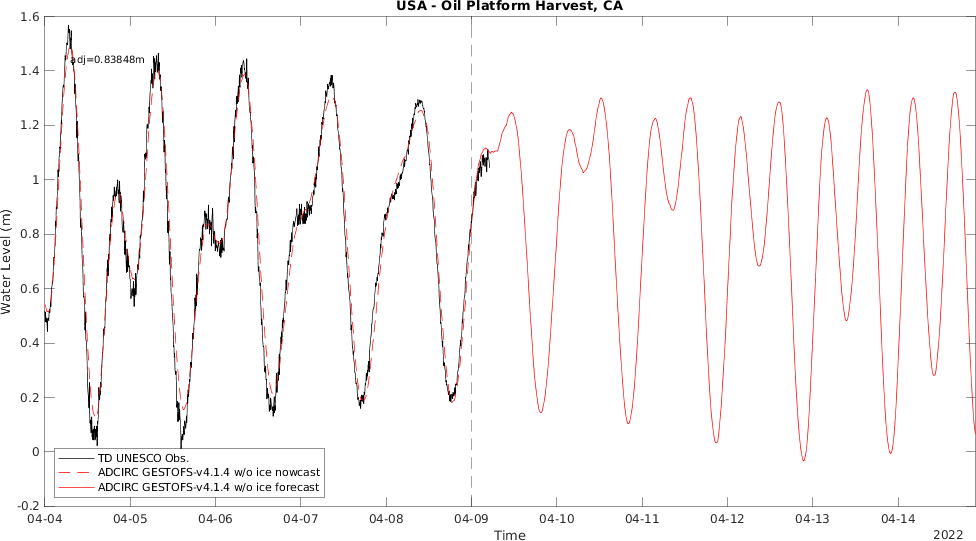 USA - Oil Platform Harvest, CA
1.6
1.4
1.2
1
0.8
0.6
0.4
0.2
0
-0.2
Water Level (m)
adj=0.83848m
TD UNESCO Obs.
ADCIRC GESTOFS-v4.1.4 w/o ice nowcast
ADCIRC GESTOFS-v4.1.4 w/o ice forecast
04-04 04-05 04-06 04-07 04-08 04-09 04-10 04-11 04-12 04-13 04-14
Time
2022